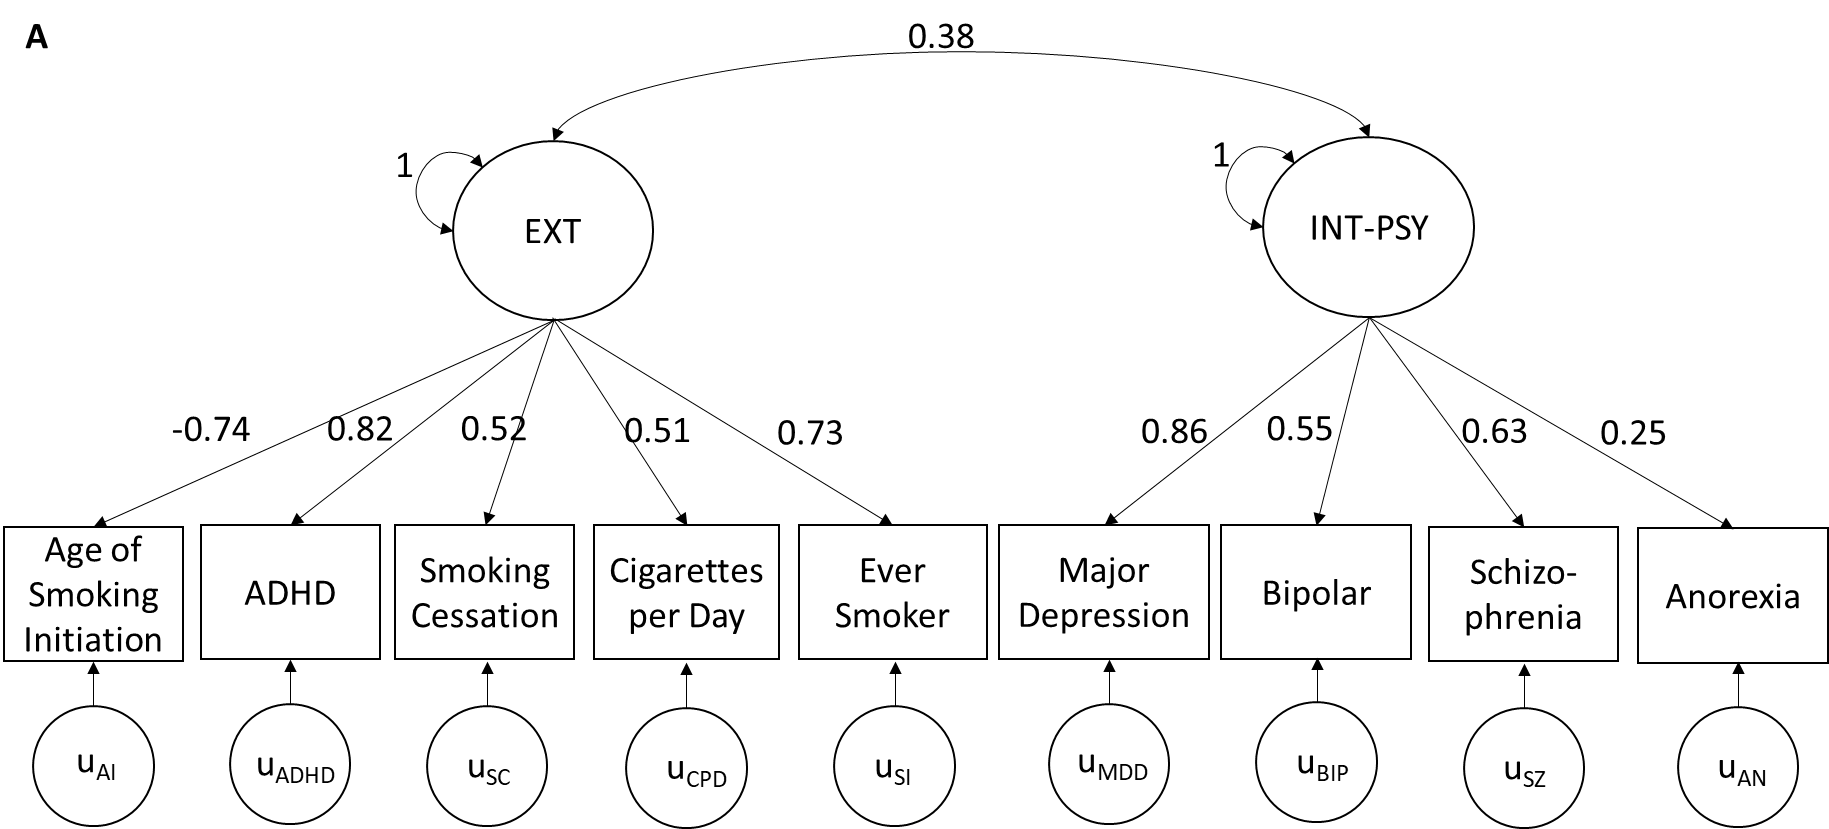 A
0.38
1
1
EXT
INT-PSY
-0.74
0.82
0.52
0.51
0.73
0.86
0.55
0.63
0.25
Age of
Smoking
Initiation
ADHD
Smoking
Cessation
Cigarettes
per Day
Ever
Smoker
Major
Depression
Bipolar
Schizo-
phrenia
Anorexia
uAI
uADHD
uSC
uCPD
uSI
uMDD
uBIP
uSZ
uAN